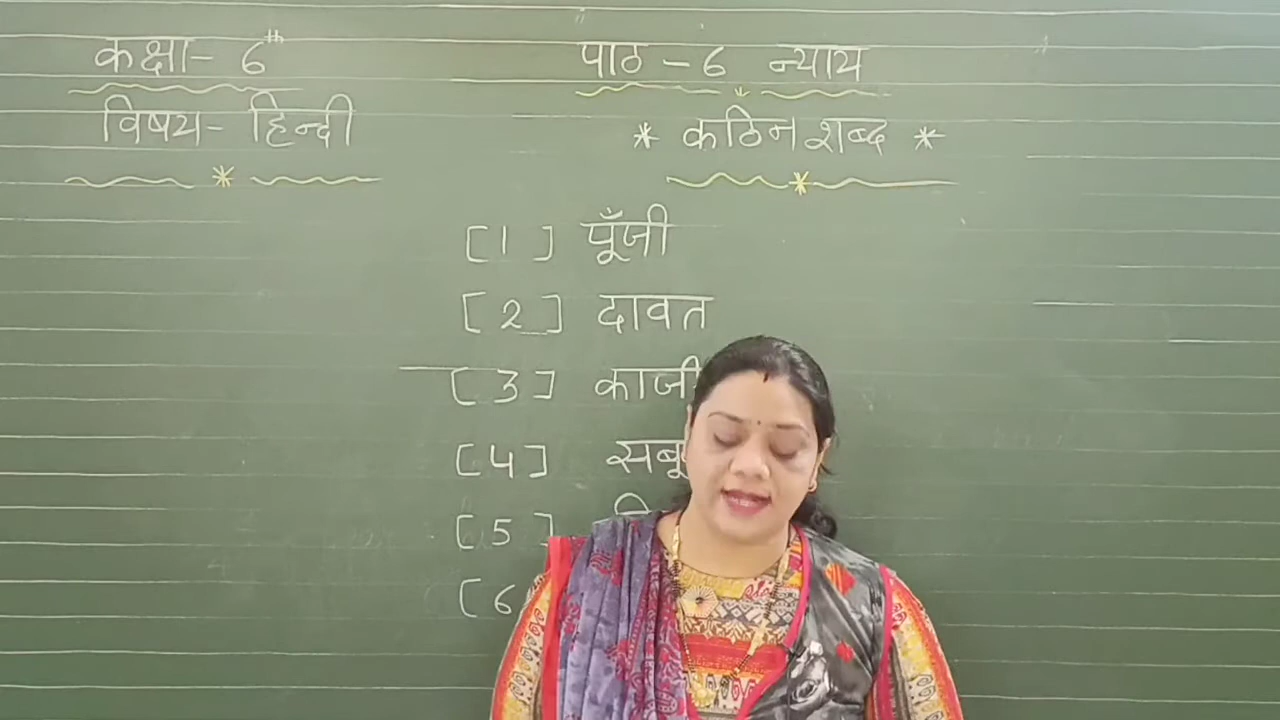 कक्षा- 6th
विषय- हिन्दी
पाठ - 6 न्याय
* कठिन शब्द *
[1] पूँजी
[2] दावत
[3] काजी
[4]
[5]
[6